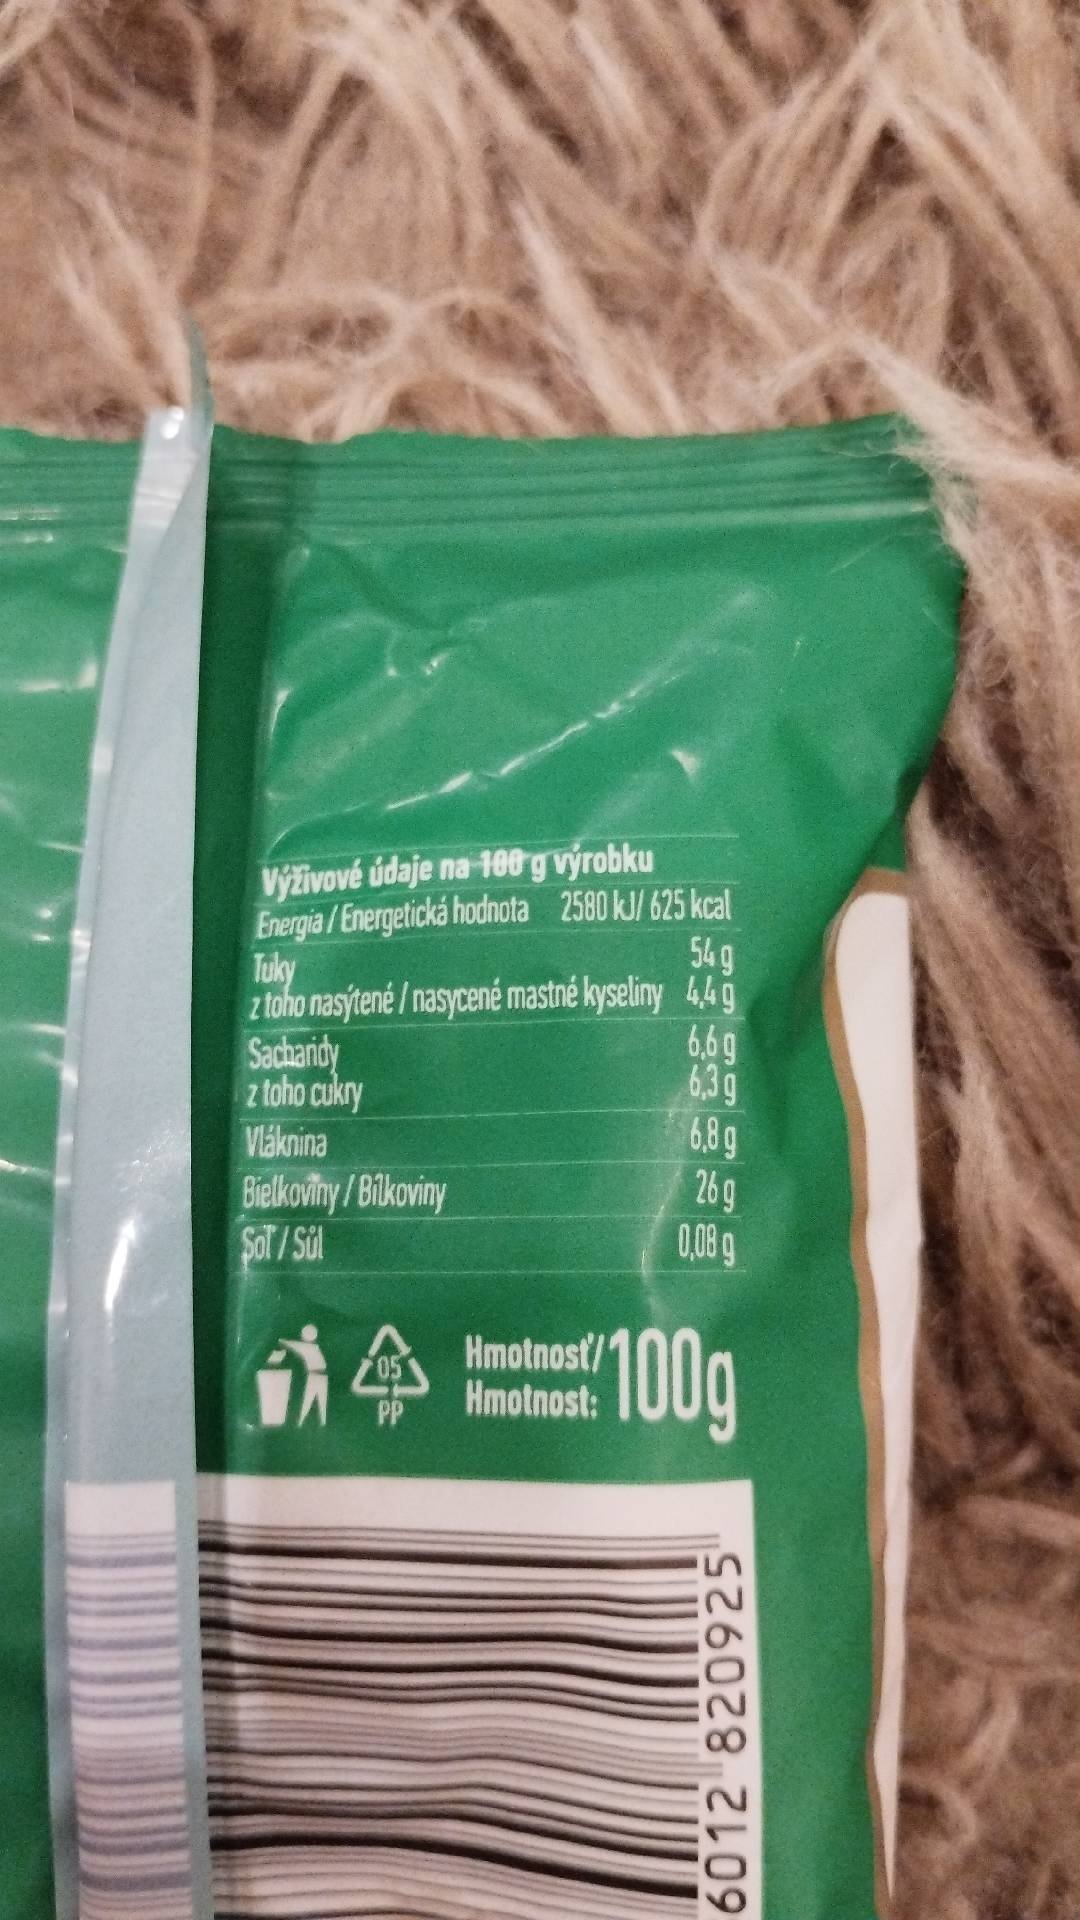 Výživové údaje na 100 g výrobku
Energia / Energetická hodnota 2580 kJ/ 625 kcal
Tuky 54 g
z toho nasýtené / nasycené mastné kyseliny 4,4 g
Sacharidy 6,6 g
z toho cukry 6,3 g
Vláknina 6,8 g
Bielkoviny / Bílkoviny 26 g
Soľ / Sůl 0,08 g
05
PP
Hmotnosť/
Hmotnost: 100g
6012 820925